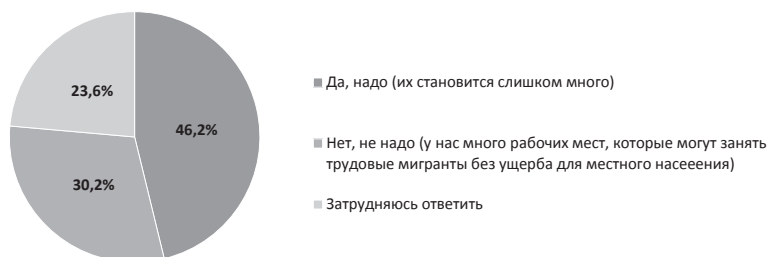 23,6%
46,2%
30,2%
Да, надо (их становится слишком много)
Нет, не надо (у нас много рабочих мест, которые могут занять
трудовые мигранты без ущерба для местного насееения)
Затрудняюсь ответить